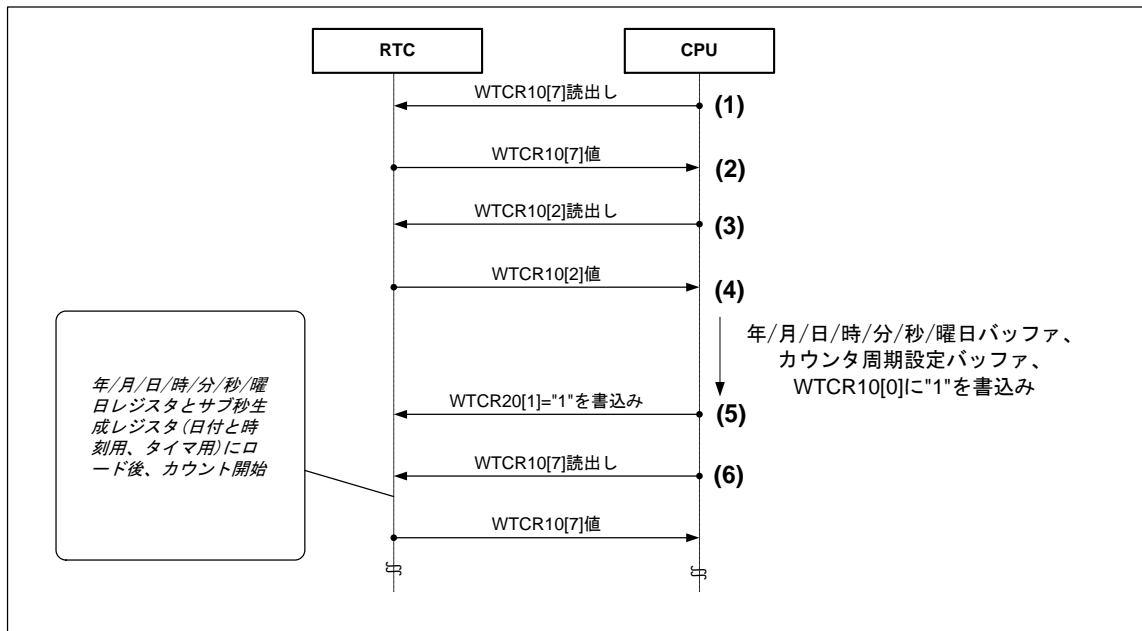 RTC
CPU
WTCR10[7]読出し
(1)
WTCR10[7]値
(2)
WTCR10[2]読出し
(3)
WTCR10[2]値
(4)
年/月/日/時/分/秒/曜日バッファ、
カウンタ周期設定バッファ、
WTCR10[0]に"1"を書込み
年/月/日/時/分/秒/曜
日レジスタとサブ秒生
成レジスタ(日付と時
刻用、タイマ用)にロ
ード後、カウント開始
WTCR20[1]="1"を書込み
(5)
WTCR10[7]読出し
(6)
WTCR10[7]値